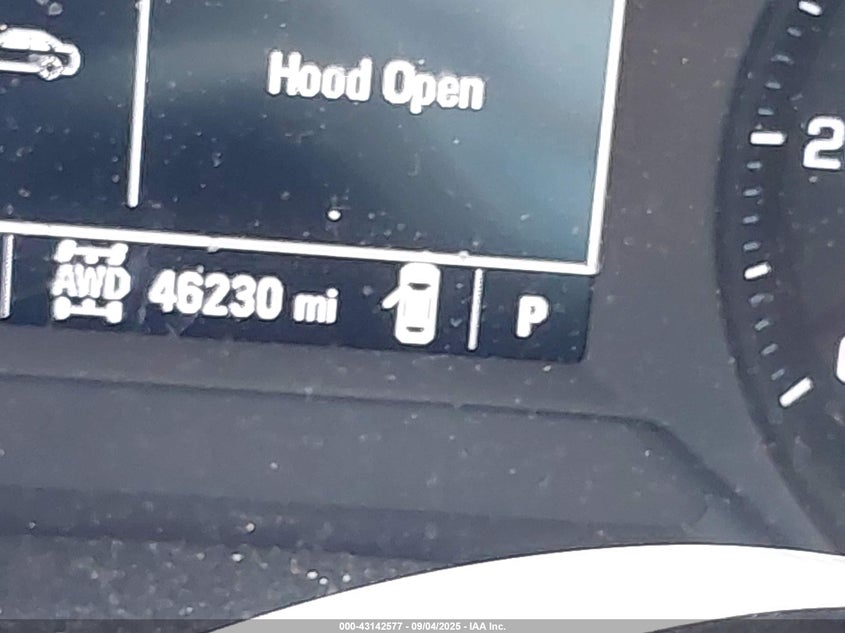 Hood Open
2
AWD 46230 mi P
000-43142577 - 09/04/2025 - IAA Inc.